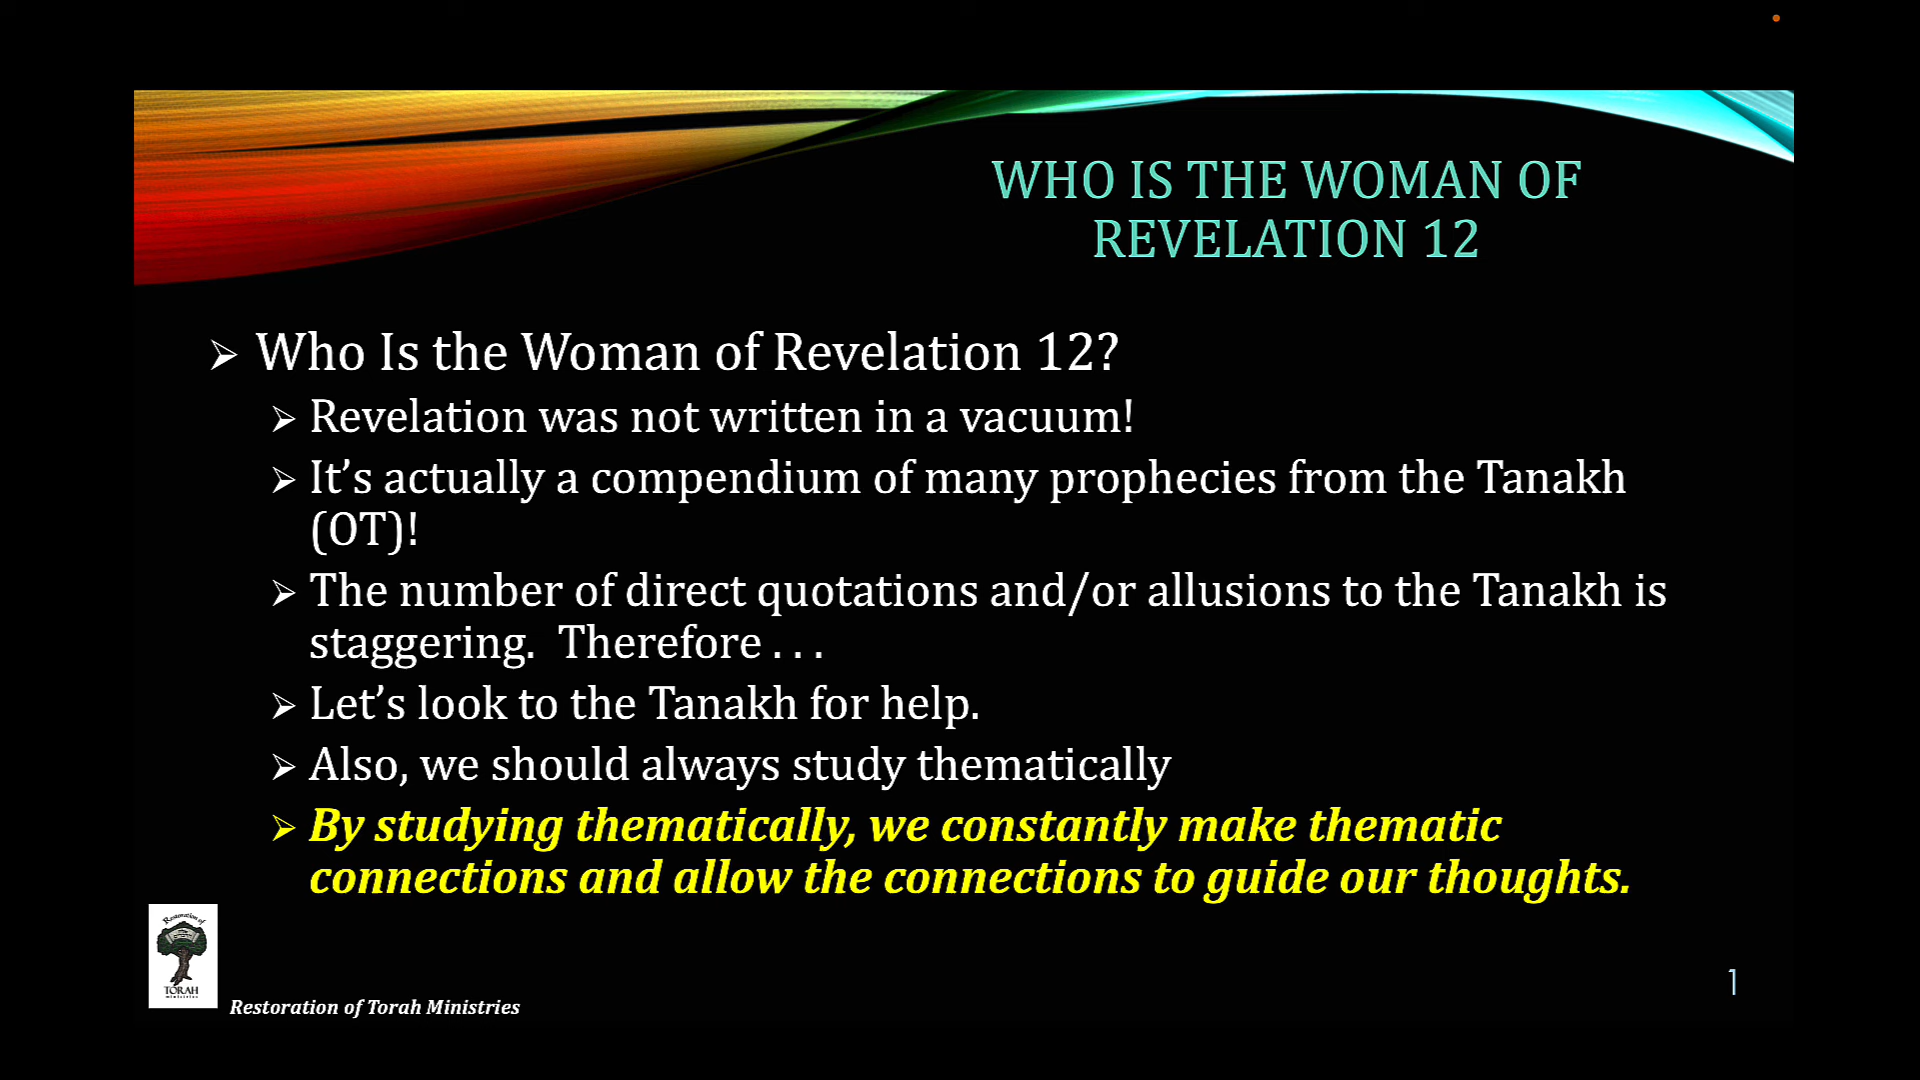 WHO IS THE WOMAN OF
REVELATION 12
➢ Who Is the Woman of Revelation 12?
➢ Revelation was not written in a vacuum!
➢ It’s actually a compendium of many prophecies from the Tanakh
(OT)!
➢ The number of direct quotations and/or allusions to the Tanakh is
staggering.  Therefore . . .
➢ Let’s look to the Tanakh for help.
➢ Also, we should always study thematically
➢ By studying thematically, we constantly make thematic
connections and allow the connections to guide our thoughts.
Restoration of
TORAH
ministries
Restoration of Torah Ministries
1